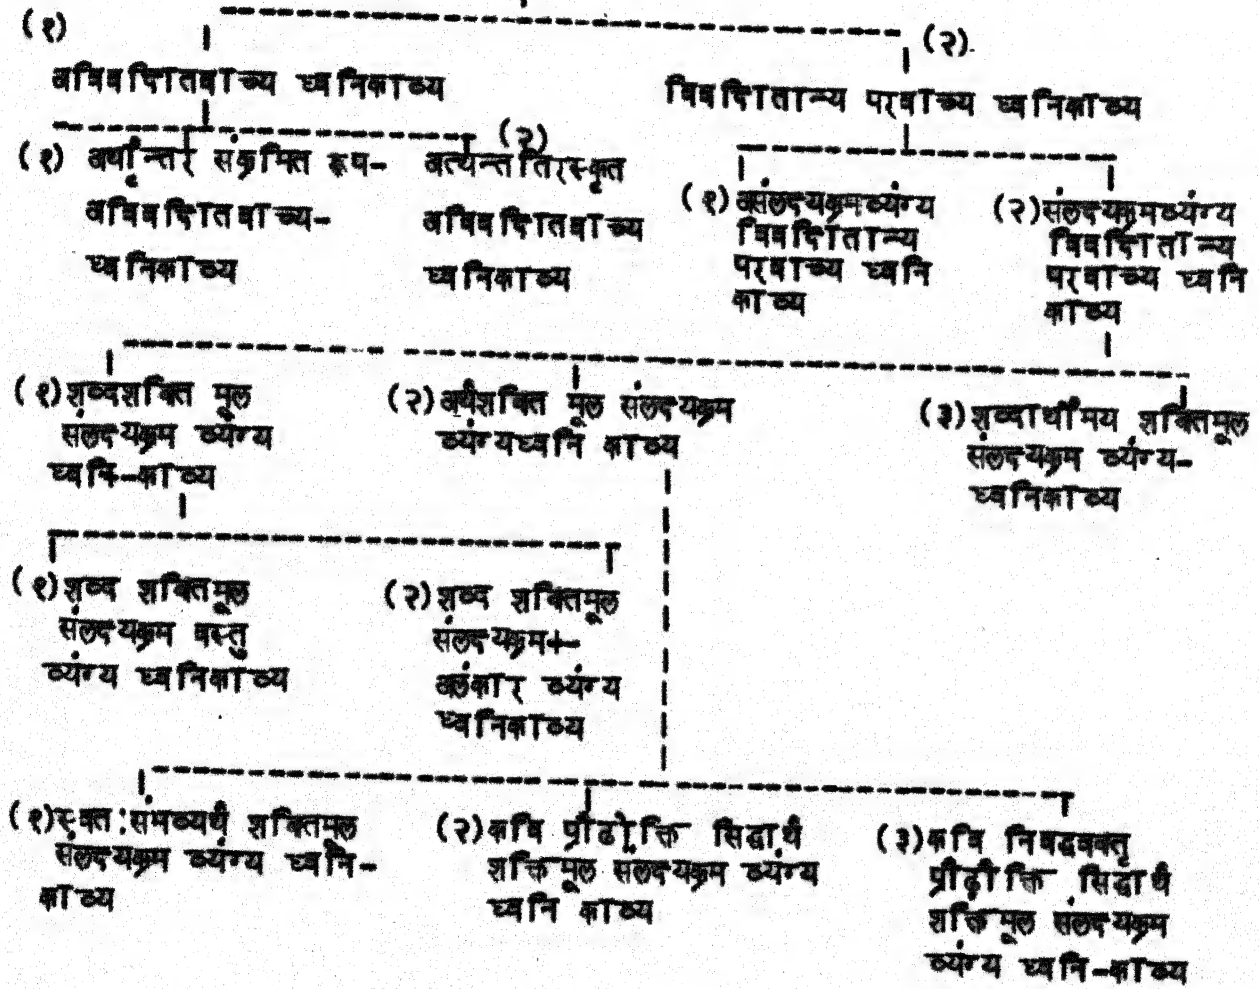 (१)
(२)
अविवक्षितवाच्य ध्वनिकाव्य
विवक्षितान्य परवाच्य ध्वनिकाव्य
(१) अर्थान्तर संक्रमित रूप-
अविवक्षितवाच्य-
ध्वनिकाव्य
(२)
अत्यन्ततिरस्कृत
अविवक्षितवाच्य
ध्वनिकाव्य
(१) असंलक्ष्यक्रमव्यंग्य
विवक्षितान्य
परवाच्य ध्वनि
काव्य
(२) संलक्ष्यक्रमव्यंग्य
विवक्षितान्य
परवाच्य ध्वनि
काव्य
(१) शब्दशक्ति मूल
संलक्ष्यक्रम व्यंग्य
ध्वनि-काव्य
(२) अर्थशक्ति मूल संलक्ष्यक्रम
व्यंग्यध्वनि काव्य
(३) शब्दार्थोभय शक्तिमूल
संलक्ष्यक्रम व्यंग्य-
ध्वनिकाव्य
(१) शब्द शक्तिमूल
संलक्ष्यक्रम वस्तु
व्यंग्य ध्वनिकाव्य
(२) शब्द शक्तिमूल
संलक्ष्यक्रम-
अलंकार व्यंग्य
ध्वनिकाव्य
(१) स्वत:संभव्यर्थ शक्तिमूल
संलक्ष्यक्रम व्यंग्य ध्वनि-
काव्य
(२) कवि प्रौढोक्ति सिद्धार्थ
शक्तिमूल संलक्ष्यक्रम व्यंग्य
ध्वनि काव्य
(३) कवि निबद्धवक्तृ
प्रौढ़ोक्ति सिद्धार्थ
शक्तिमूल संलक्ष्यक्रम
व्यंग्य ध्वनि-काव्य